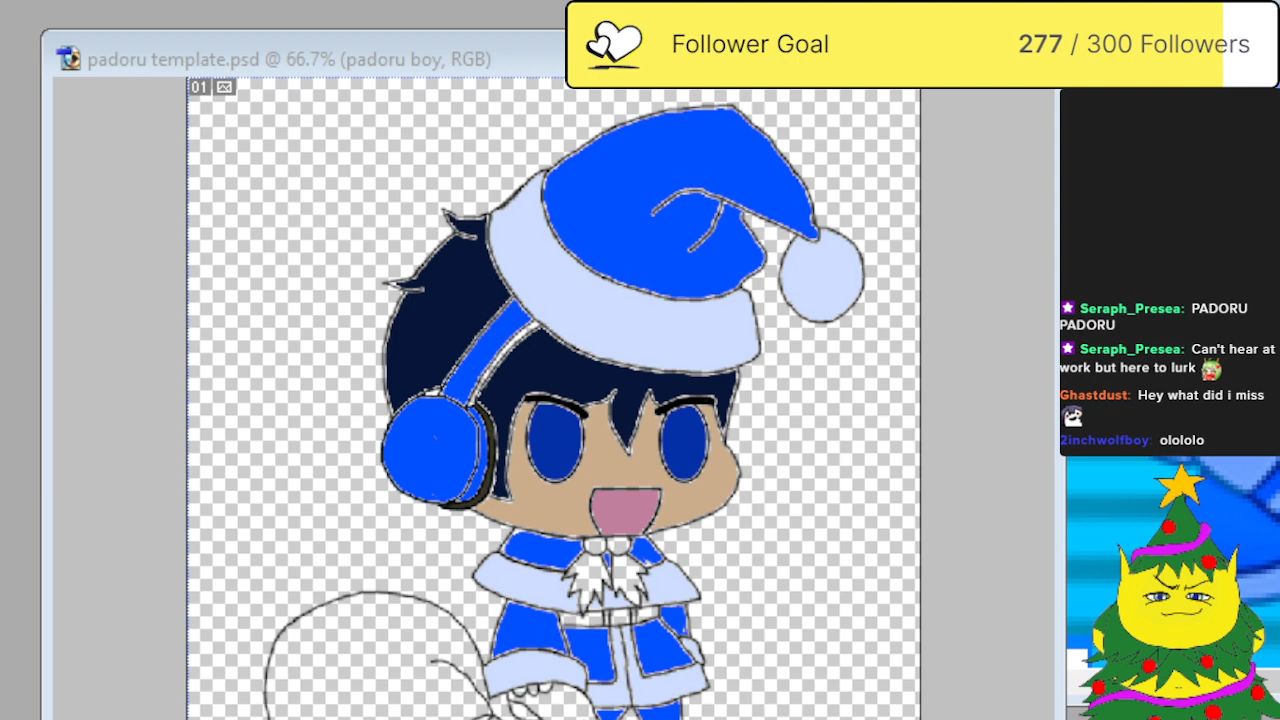 Follower Goal
277 / 300 Followers
padoru template.psd @ 66.7% (padoru boy, RGB)
01
Seraph_Presea: PADORU
PADORU
Seraph_Presea: Can't hear at
work but here to lurk
Ghastdust: Hey what did i miss
2inchwolfboy: olololo